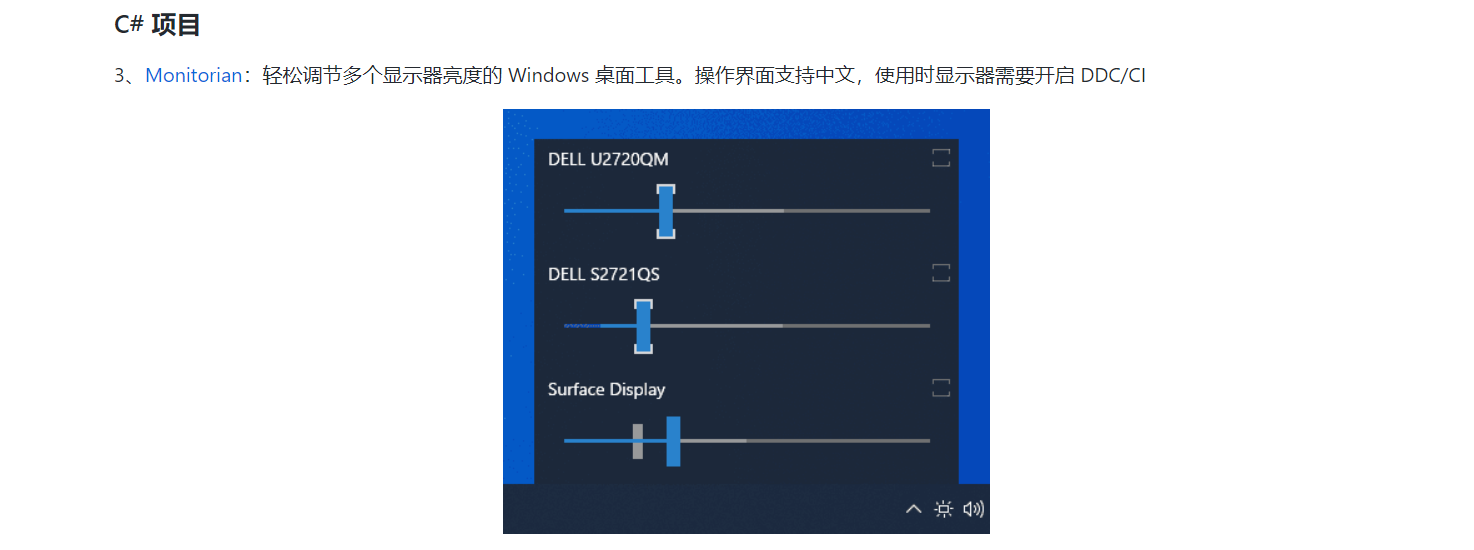 C# 项目
3、Monitorian：轻松调节多个显示器亮度的 Windows 桌面工具。操作界面支持中文，使用时显示器需要开启 DDC/CI
DELL U2720QM
DELL S2721QS
Surface Display